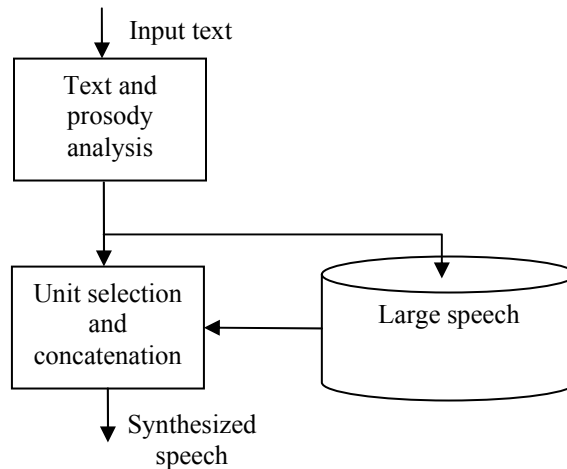 Input text
Text and
prosody
analysis
Unit selection
and
concatenation
Large speech
Synthesized
speech